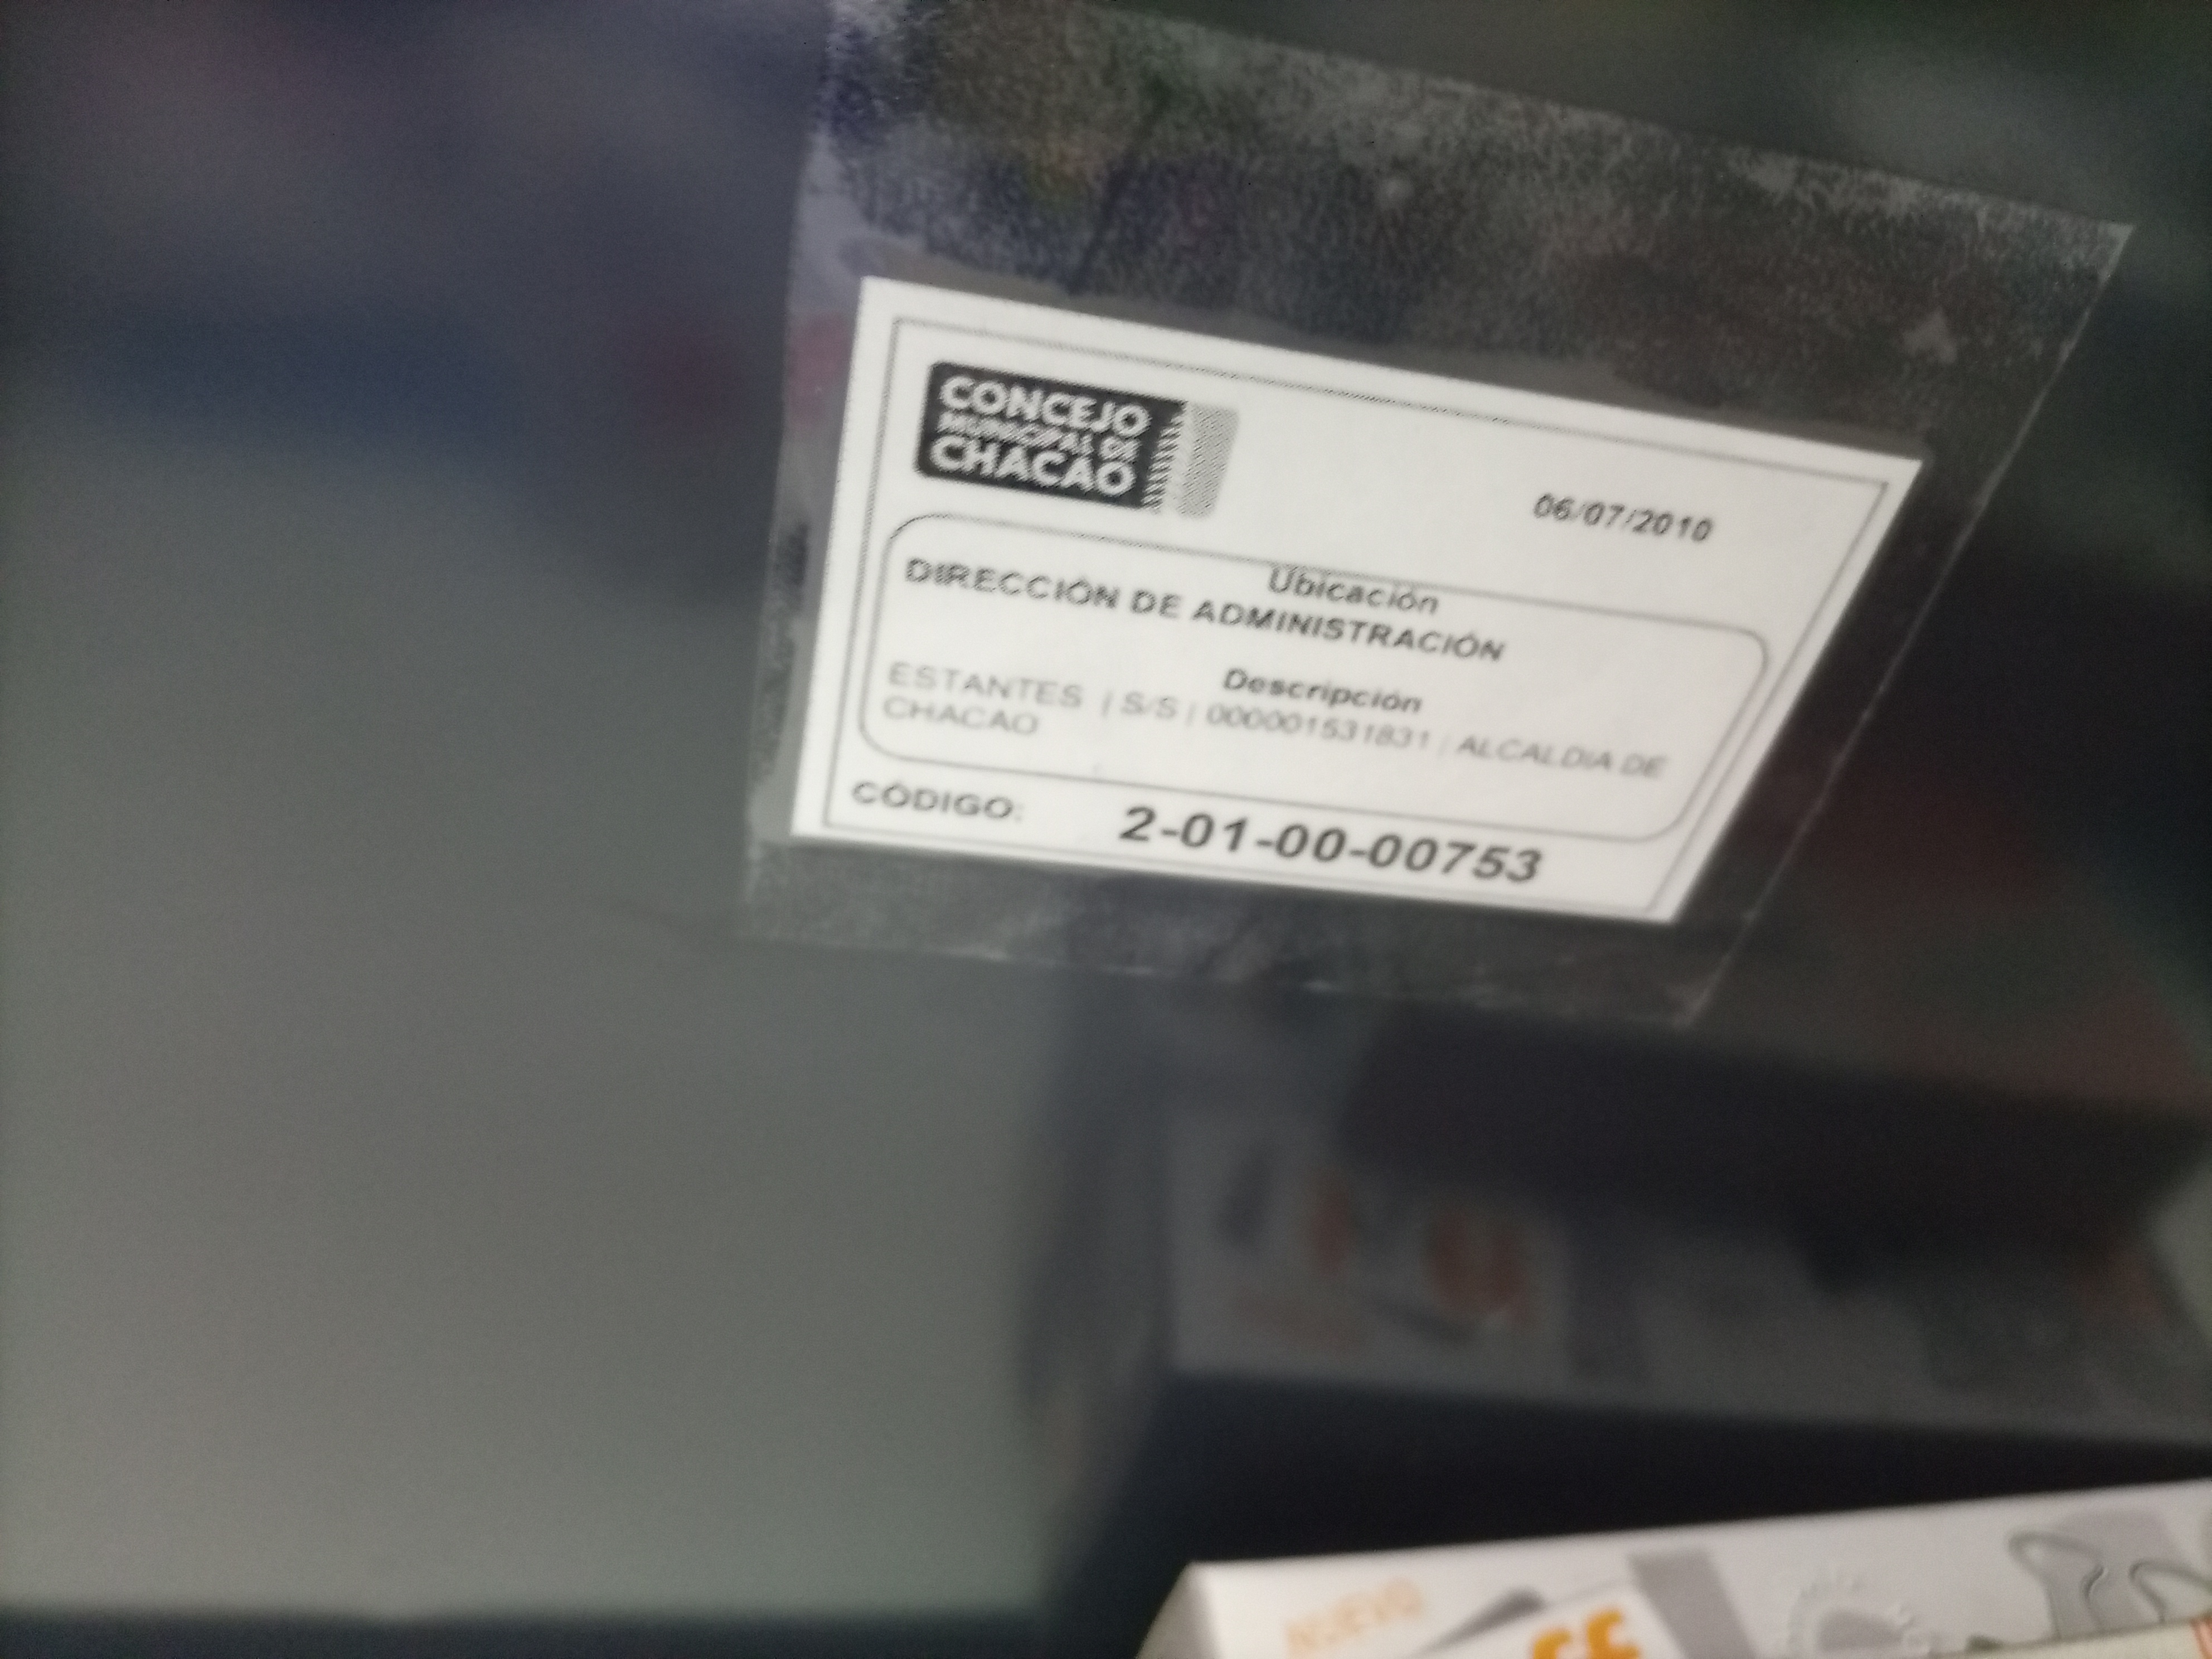 CONCEJO
MUNICIPAL DE
CHACAO
06/07/2010
Ubicación
DIRECCIÓN DE ADMINISTRACIÓN
Descripción
ESTANTES | S/S | 000001531831 | ALCALDIA DE
CHACAO
CÓDIGO: 2-01-00-00753